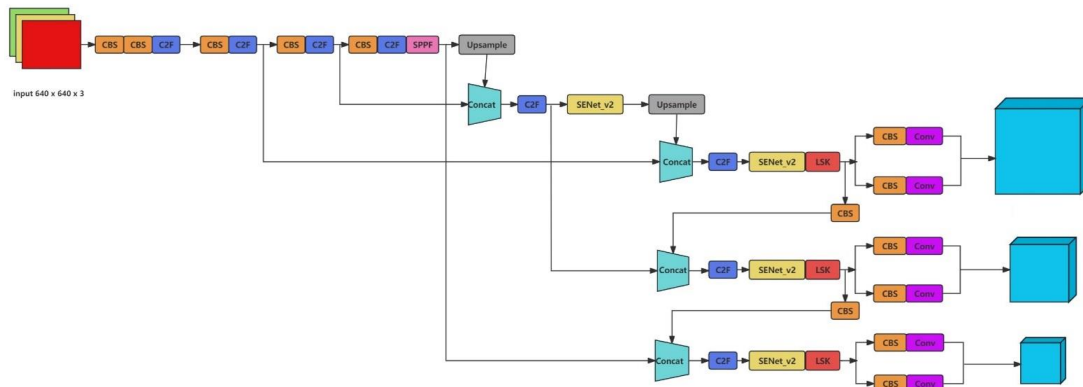 CBS CBS C2F CBS C2F CBS C2F CBS C2F SPPF Upsample
input 640 x 640 x 3
Concat C2F SENet_v2 Upsample
CBS Conv
Concat C2F SENet_v2 LSK
CBS Conv
CBS
CBS Conv
Concat C2F SENet_v2 LSK
CBS Conv
CBS
CBS Conv
Concat C2F SENet_v2 LSK
CBS Conv